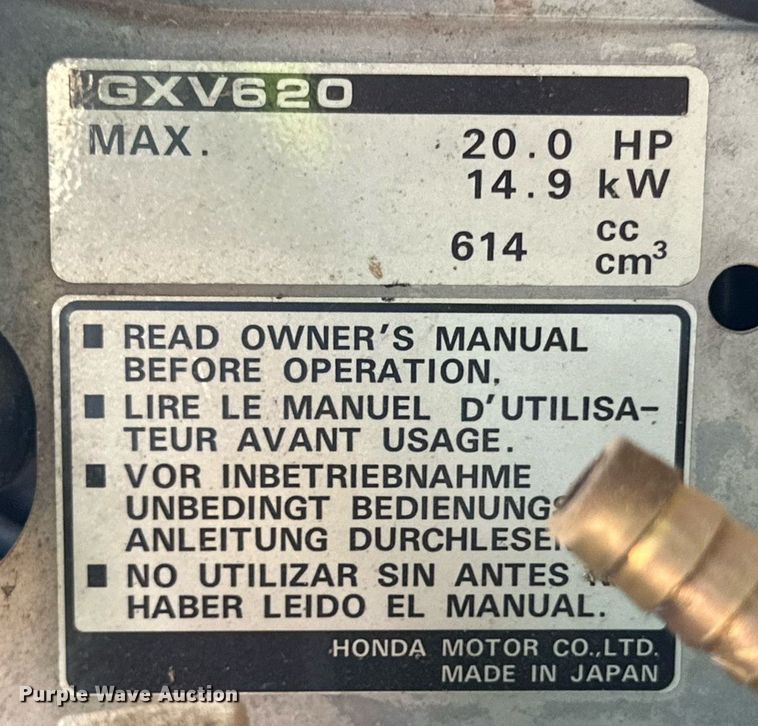 GXV620
MAX. 20.0 HP
14.9 kW
614 cc
cm³
■ READ OWNER'S MANUAL
BEFORE OPERATION.
■ LIRE LE MANUEL D'UTILISA-
TEUR AVANT USAGE.
■ VOR INBETRIEBNAHME
UNBEDINGT
ANLEITUNG
■ NO UTILIZAR SIN ANTES
HABER LEIDO EL MANUAL.
HONDA MOTOR CO.,LTD.
MADE IN JAPAN
Purple Wave Auction